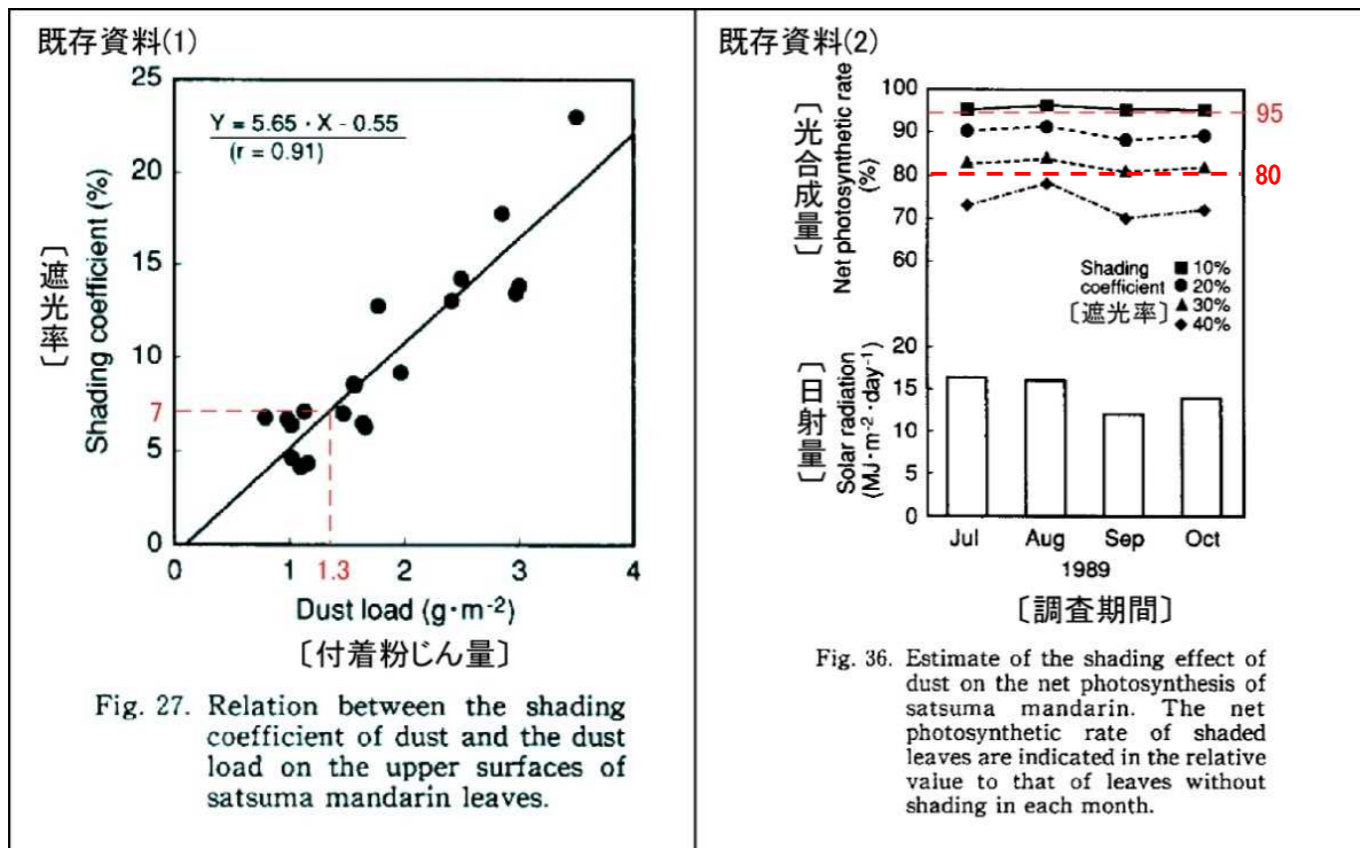 既存資料(1)
25
20
15
10
5
0
Y = 5.65・X - 0.55
(r = 0.91)
7
〔遮光率〕
Shading coefficient (%)
0
1
1.3
2
3
4
Dust load (g・m⁻²)
〔付着粉じん量〕
Fig. 27. Relation between the shading
coefficient of dust and the dust
load on the upper surfaces of
satsuma mandarin leaves.
既存資料(2)
100
90
80
70
60
95
80
〔光合成量〕
Net photosynthetic rate
(%)
Shading
coefficient
〔遮光率〕
■ 10%
● 20%
▲ 30%
◆ 40%
20
15
10
5
0
〔日射量〕
Solar radiation
(MJ・m⁻²・day⁻¹)
Jul Aug Sep Oct
1989
〔調査期間〕
Fig. 36. Estimate of the shading effect of
dust on the net photosynthesis of
satsuma mandarin. The net
photosynthetic rate of shaded
leaves are indicated in the relative
value to that of leaves without
shading in each month.